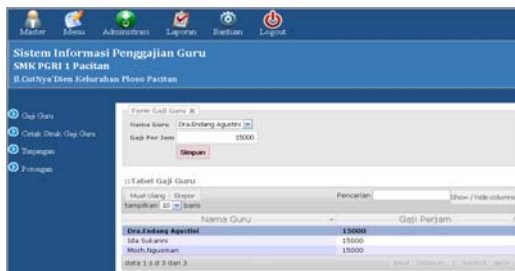 Master Menu Administrasi Laporan Bantuan Logout
Sistem Informasi Penggajian Guru
SMK PGRI 1 Pacitan
Jl.CutNya'Dien Kelurahan Ploso Pacitan
Gaji Guru
Cetak Struk Gaji Guru
Tunjangan
Potongan
Form Gaji Guru
Nama Guru Dra.Endang Agustini
Gaji Per Jam 15000
Simpan
::Tabel Gaji Guru
Muat Ulang Ekspor Pencarian Show / hide columns
tampilkan 10 baris
Nama Guru Gaji Perjam
Dra.Endang Agustini 15000
Ida Sukarini 15000
Moch.Ngusman 15000
data 1 s.d 3 dari 3